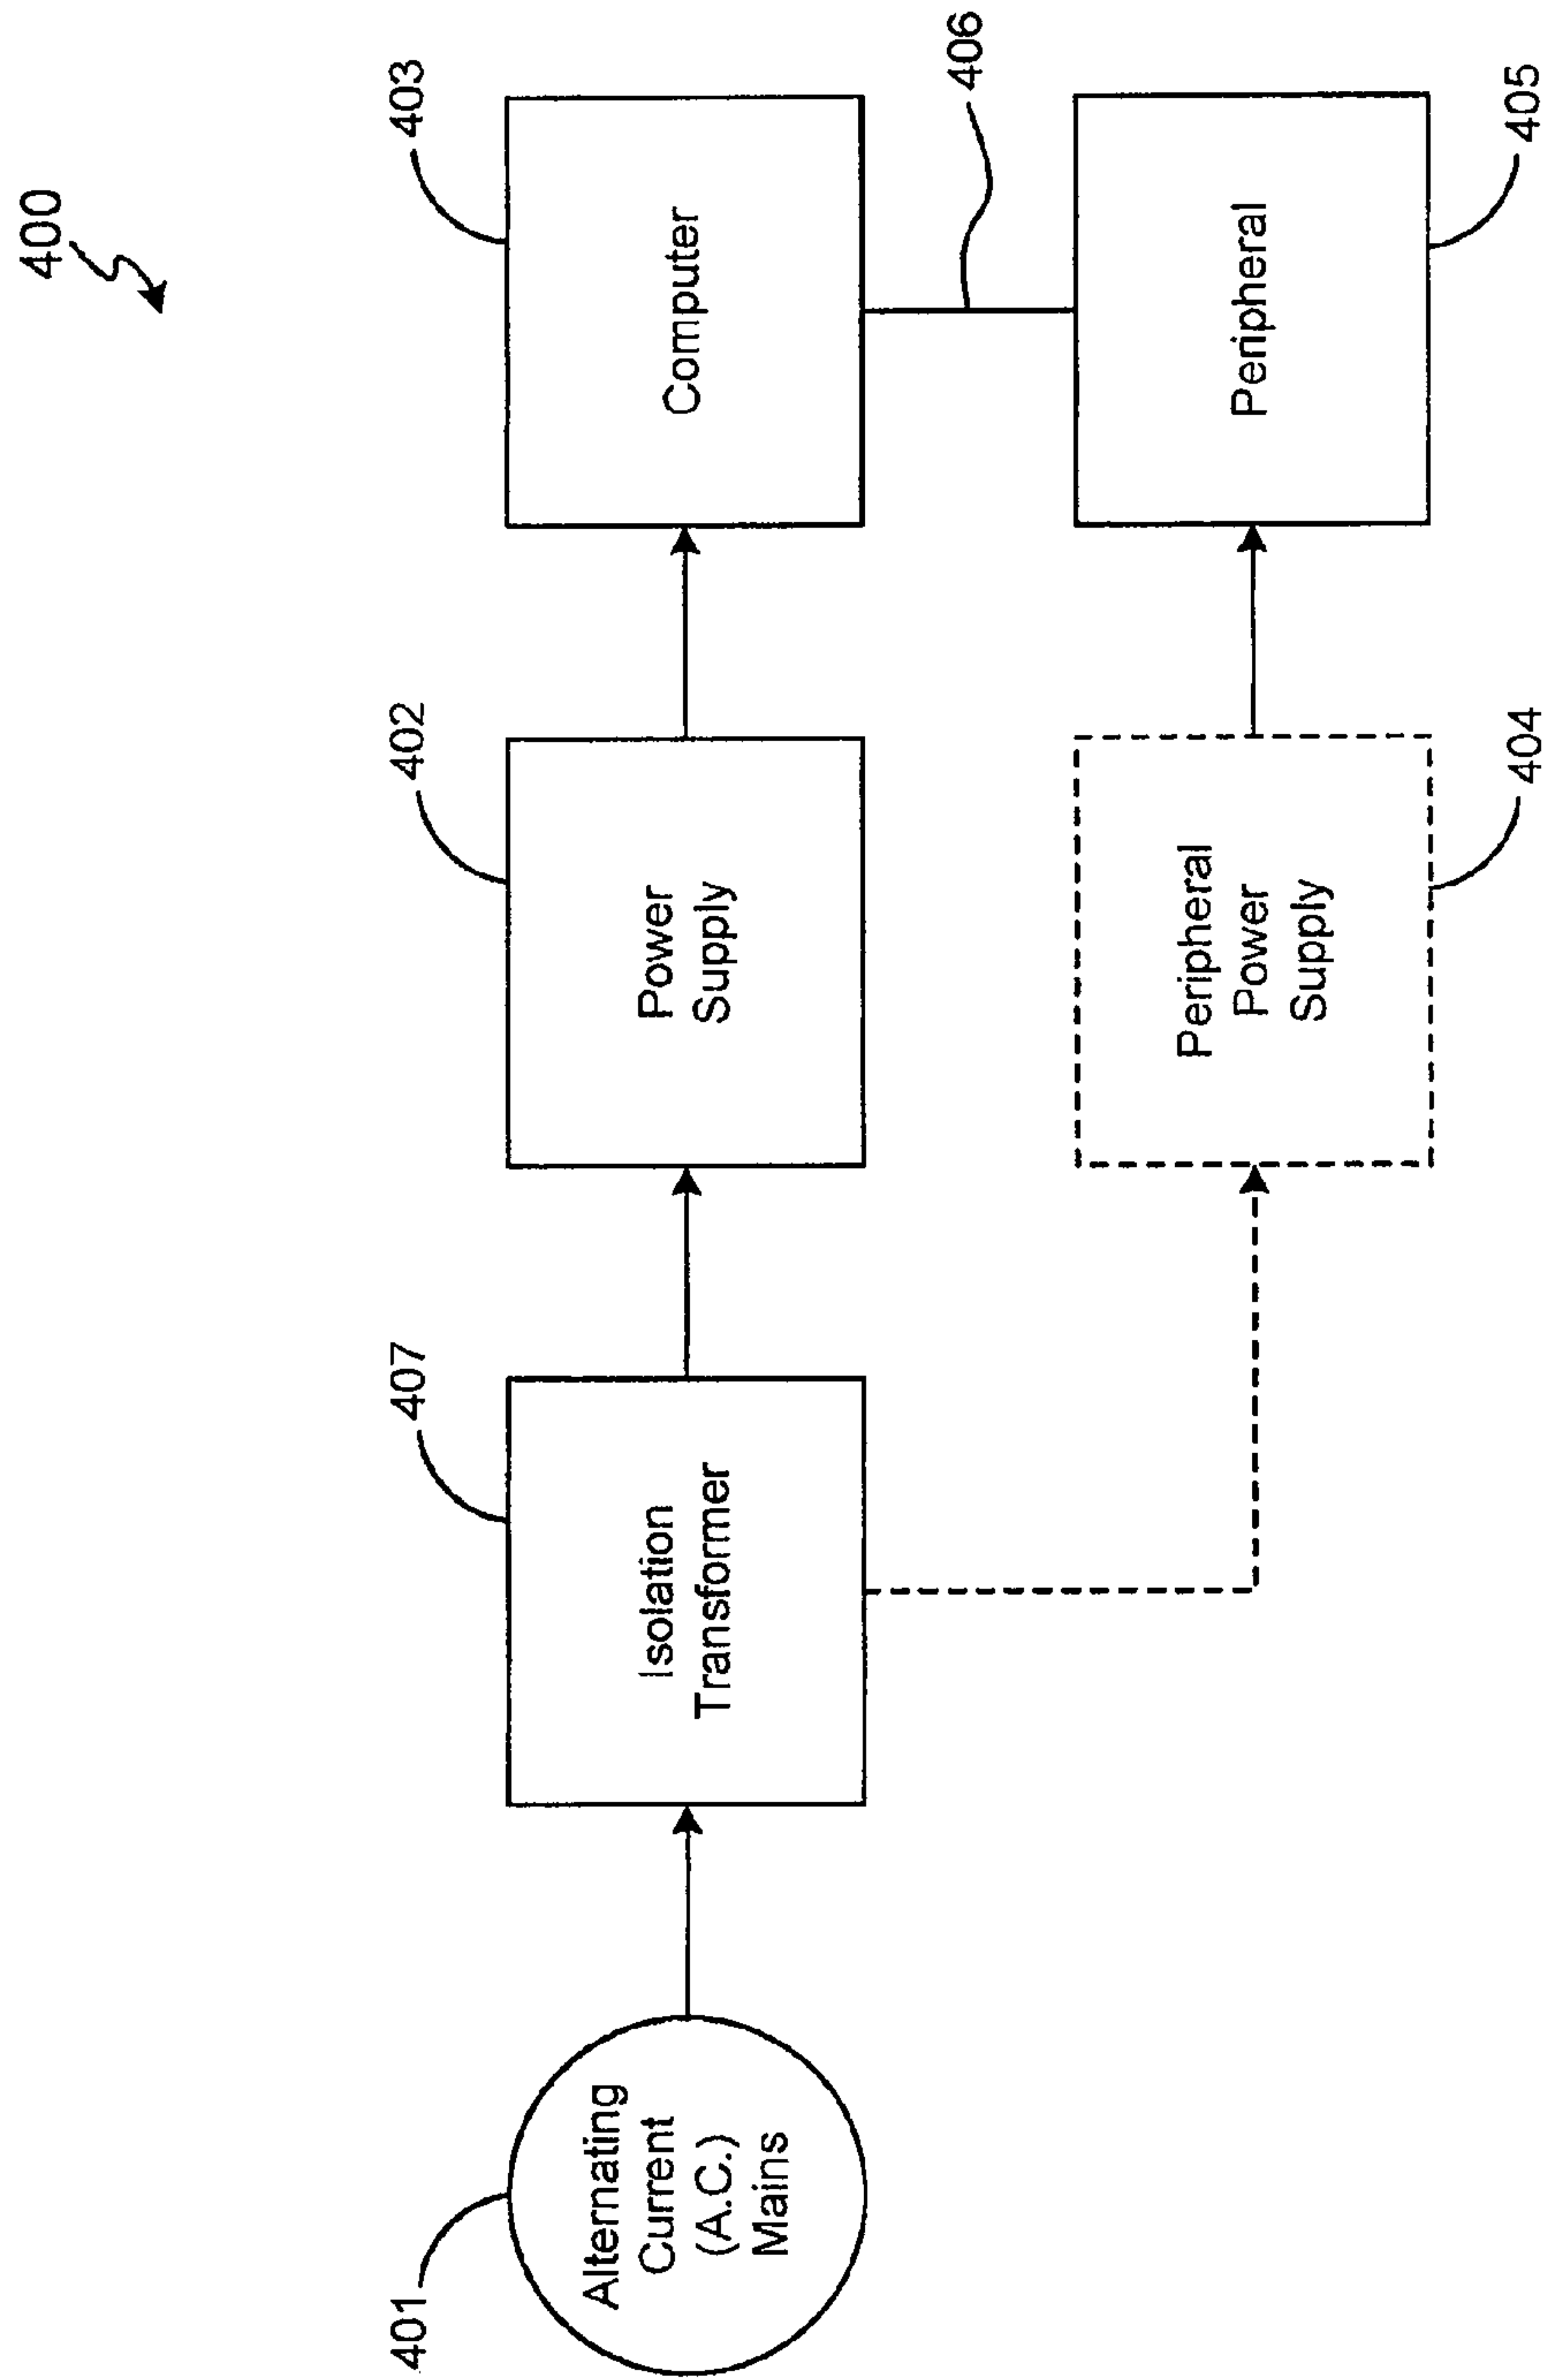 400
401
Alternating
Current
(A.C.)
Mains
407
Isolation
Transformer
402
Power
Supply
403
Computer
406
404
Peripheral
Power
Supply
405
Peripheral